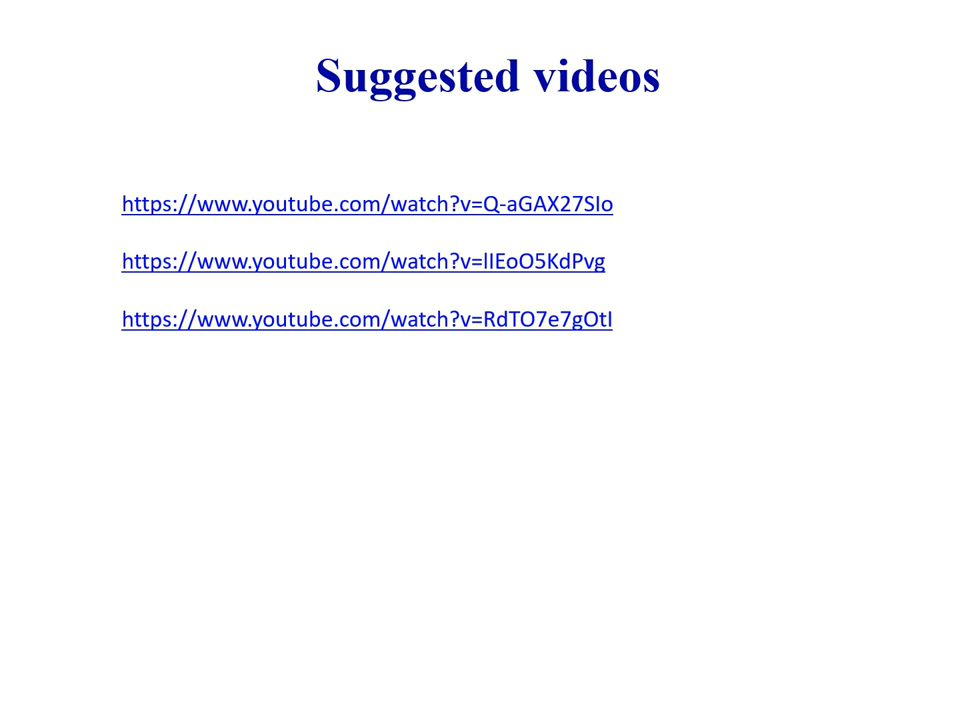 Suggested videos
https://www.youtube.com/watch?v=Q-aGAX27SIo
https://www.youtube.com/watch?v=lIEoO5KdPvg
https://www.youtube.com/watch?v=RdTO7e7gOtI